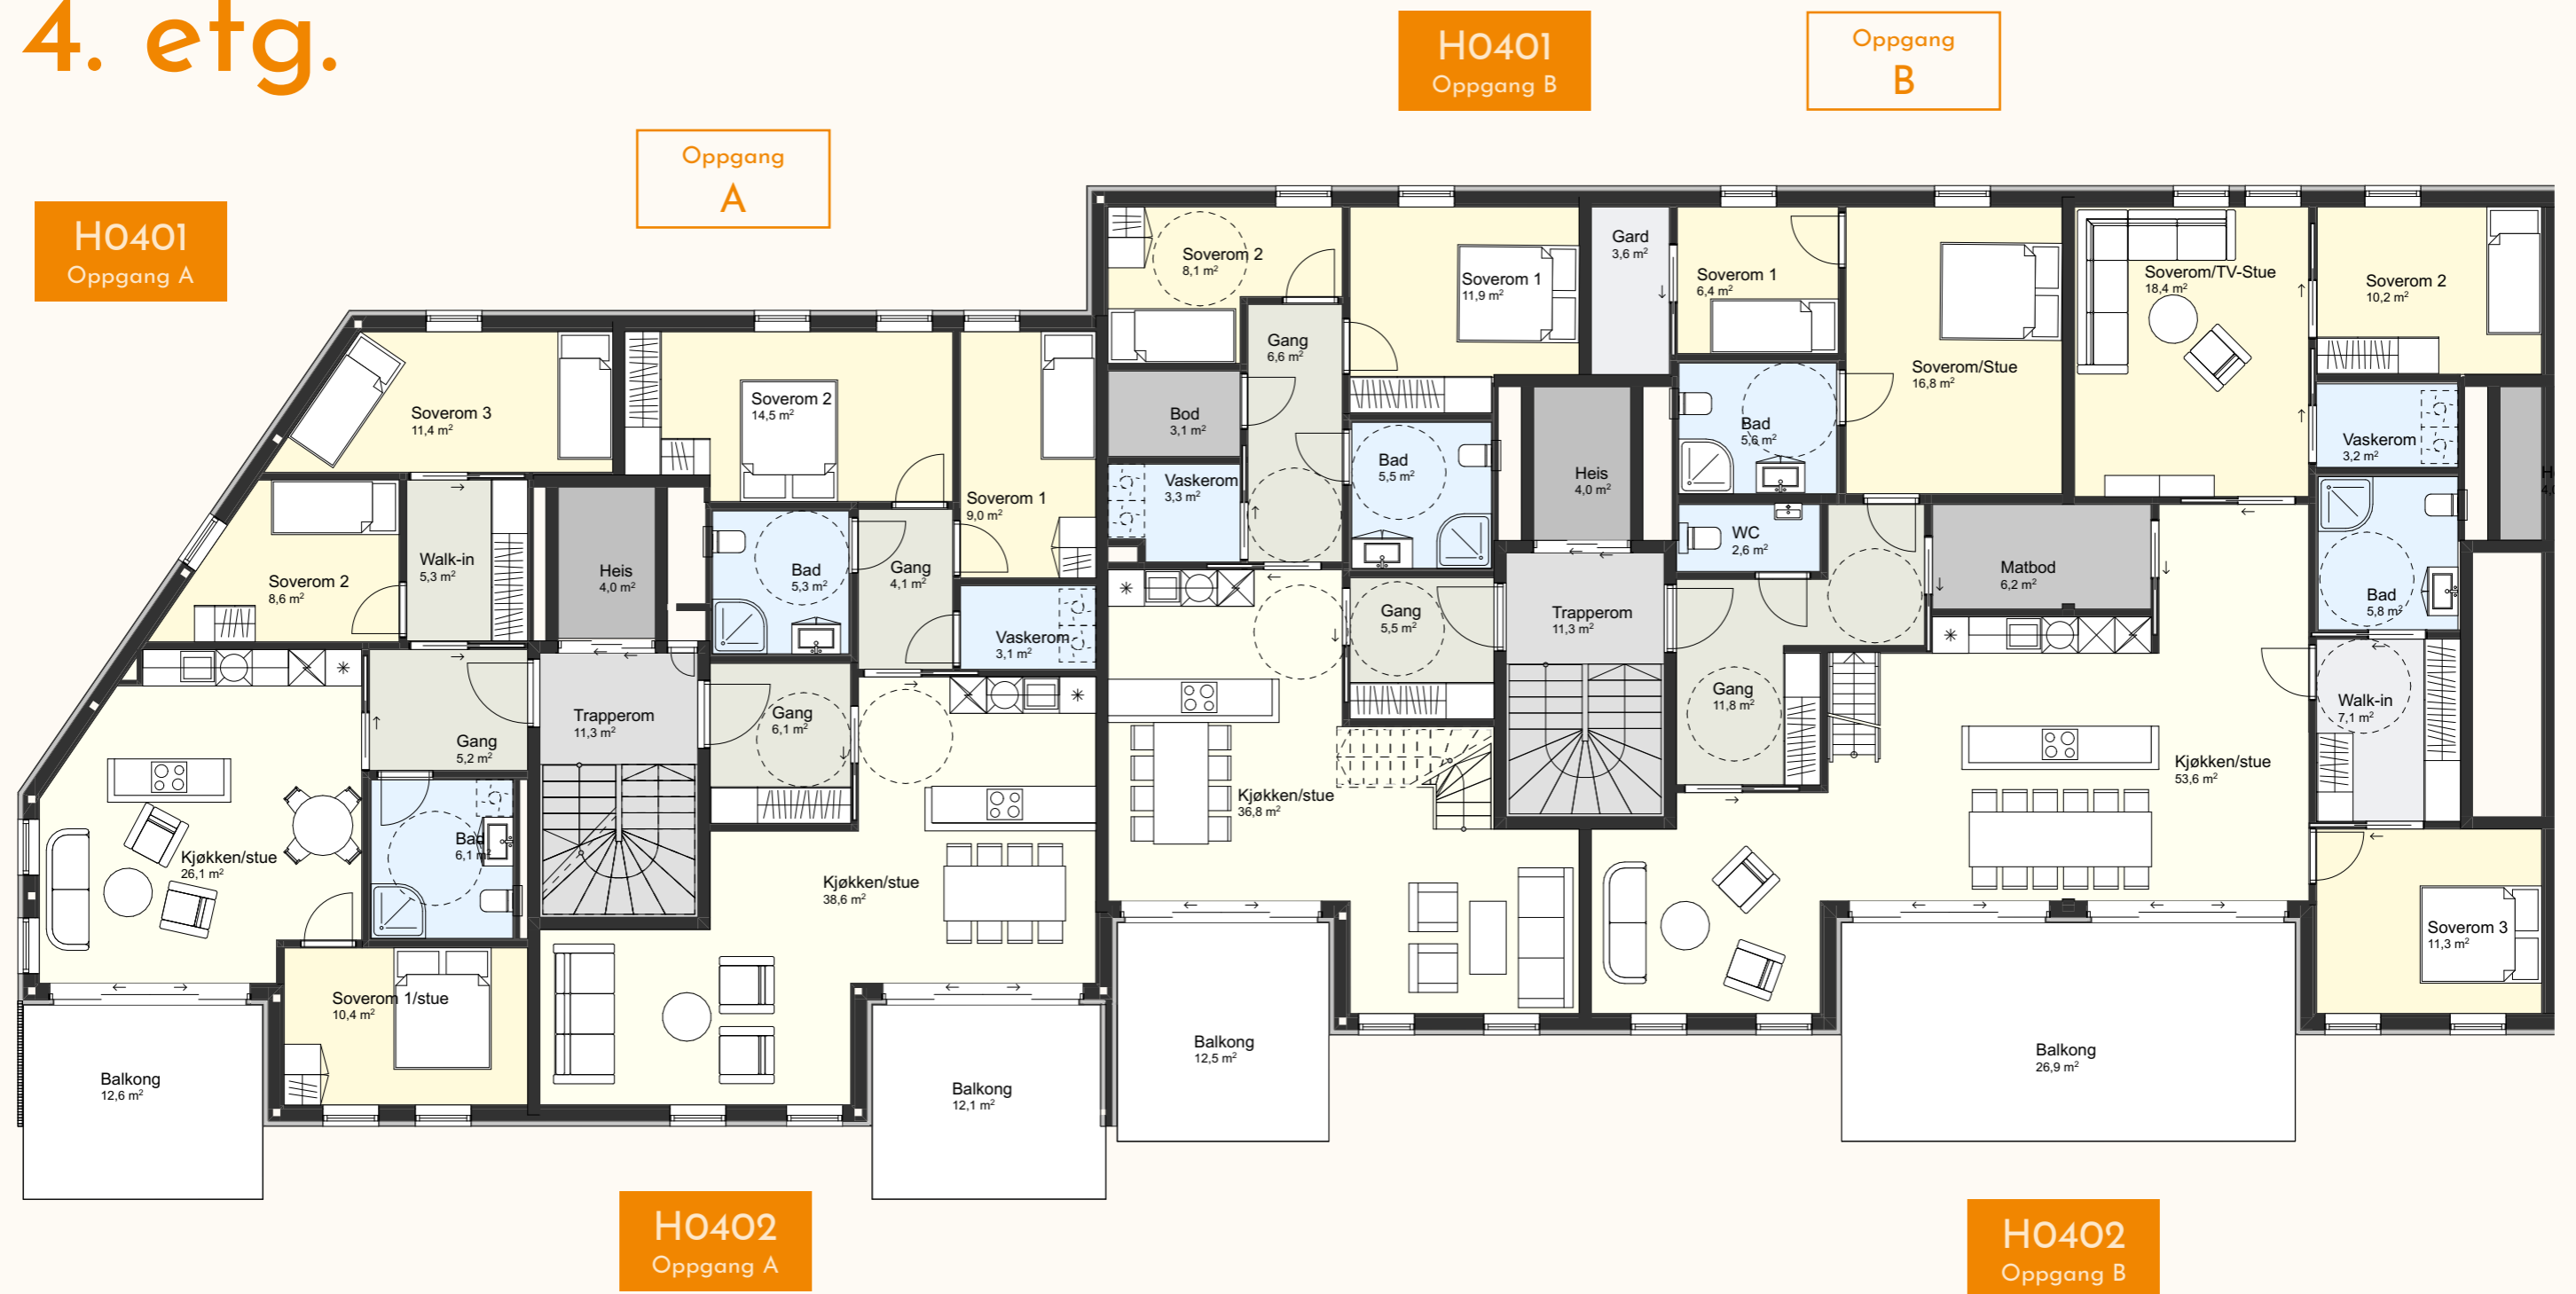 4. etg.
H0401
Oppgang B
Oppgang
B
Oppgang
A
H0401
Oppgang A
Soverom 3
11,4 m²
Soverom 2
8,6 m²
Walk-in
5,3 m²
Heis
4,0 m²
Trapperom
11,3 m²
Gang
5,2 m²
Bad
6,1 m²
Kjøkken/stue
26,1 m²
Soverom 1/stue
10,4 m²
Balkong
12,6 m²
Soverom 2
14,5 m²
Soverom 1
9,0 m²
Bad
5,3 m²
Gang
4,1 m²
Vaskerom
3,1 m²
Gang
6,1 m²
Kjøkken/stue
38,6 m²
Balkong
12,1 m²
Soverom 2
8,1 m²
Soverom 1
11,9 m²
Gang
6,6 m²
Bod
3,1 m²
Vaskerom
3,3 m²
Bad
5,5 m²
Heis
4,0 m²
Gang
5,5 m²
Trapperom
11,3 m²
Kjøkken/stue
36,8 m²
Balkong
12,5 m²
Gard
3,6 m²
Soverom 1
6,4 m²
Soverom/Stue
16,8 m²
Bad
5,6 m²
WC
2,6 m²
Gang
11,8 m²
Matbod
6,2 m²
Soverom/TV-Stue
18,4 m²
Soverom 2
10,2 m²
Vaskerom
3,2 m²
Bad
5,8 m²
Walk-in
7,1 m²
Kjøkken/stue
53,6 m²
Soverom 3
11,3 m²
Balkong
26,9 m²
H0402
Oppgang A
H0402
Oppgang B